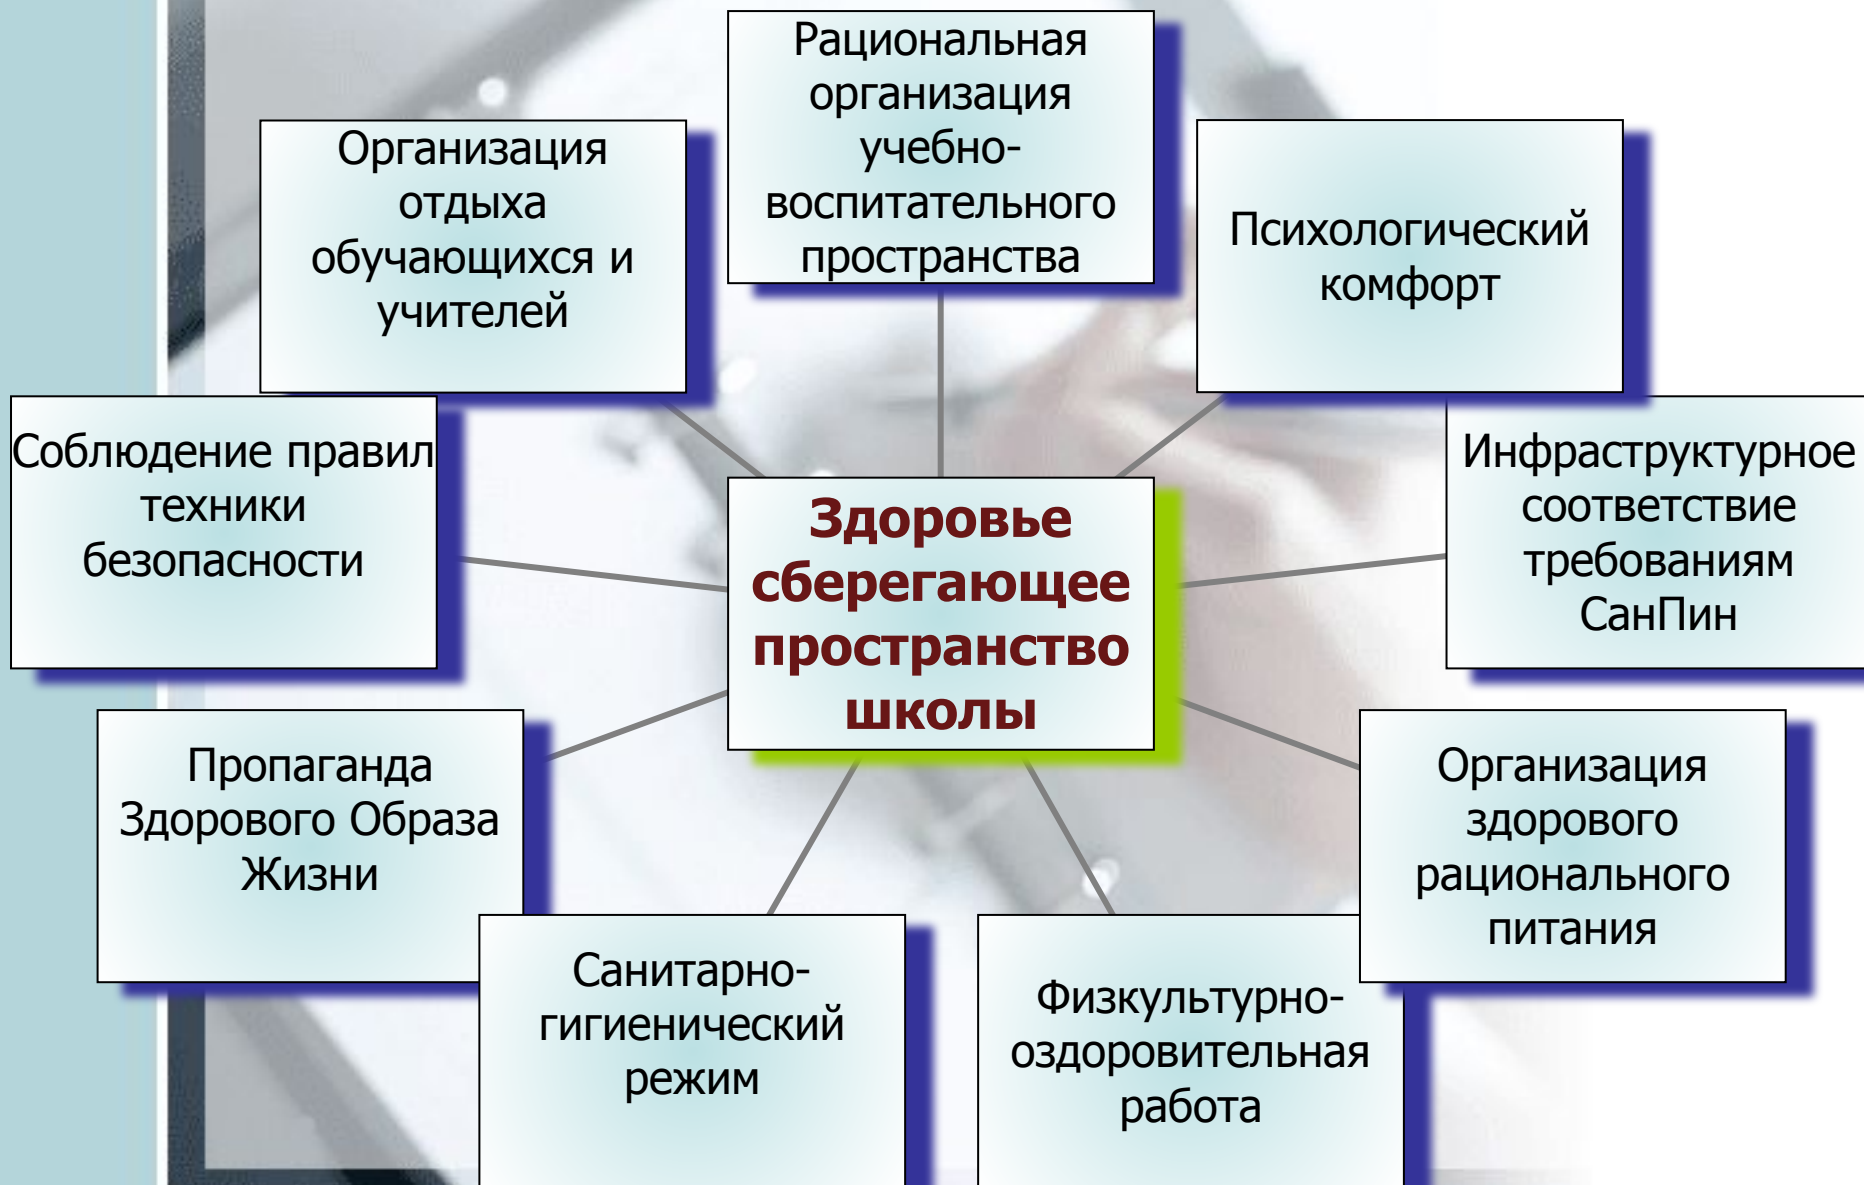 Рациональная
организация
учебно-
воспитательного
пространства
Организация
отдыха
обучающихся и
учителей
Психологический
комфорт
Соблюдение правил
техники
безопасности
Здоровье
сберегающее
пространство
школы
Инфраструктурное
соответствие
требованиям
СанПин
Пропаганда
Здорового Образа
Жизни
Организация
здорового
рационального
питания
Санитарно-
гигиенический
режим
Физкультурно-
оздоровительная
работа